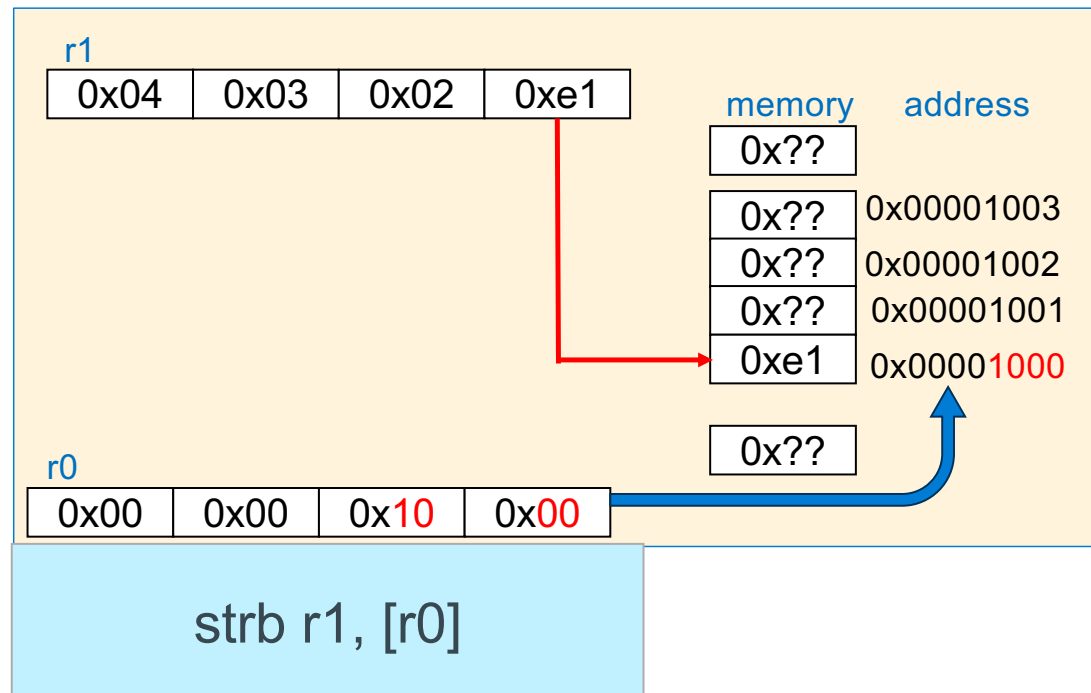 r1
0x04 0x03 0x02 0xe1
memory address
0x??
0x?? 0x00001003
0x?? 0x00001002
0x?? 0x00001001
0xe1 0x00001000
0x??
r0
0x00 0x00 0x10 0x00
strb r1, [r0]